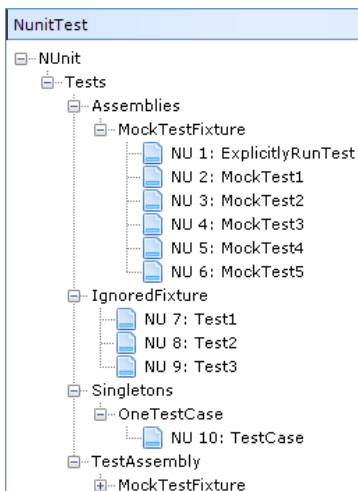 NunitTest
NUnit
Tests
Assemblies
MockTestFixture
NU 1: ExplicitlyRunTest
NU 2: MockTest1
NU 3: MockTest2
NU 4: MockTest3
NU 5: MockTest4
NU 6: MockTest5
IgnoredFixture
NU 7: Test1
NU 8: Test2
NU 9: Test3
Singletons
OneTestCase
NU 10: TestCase
TestAssembly
MockTestFixture